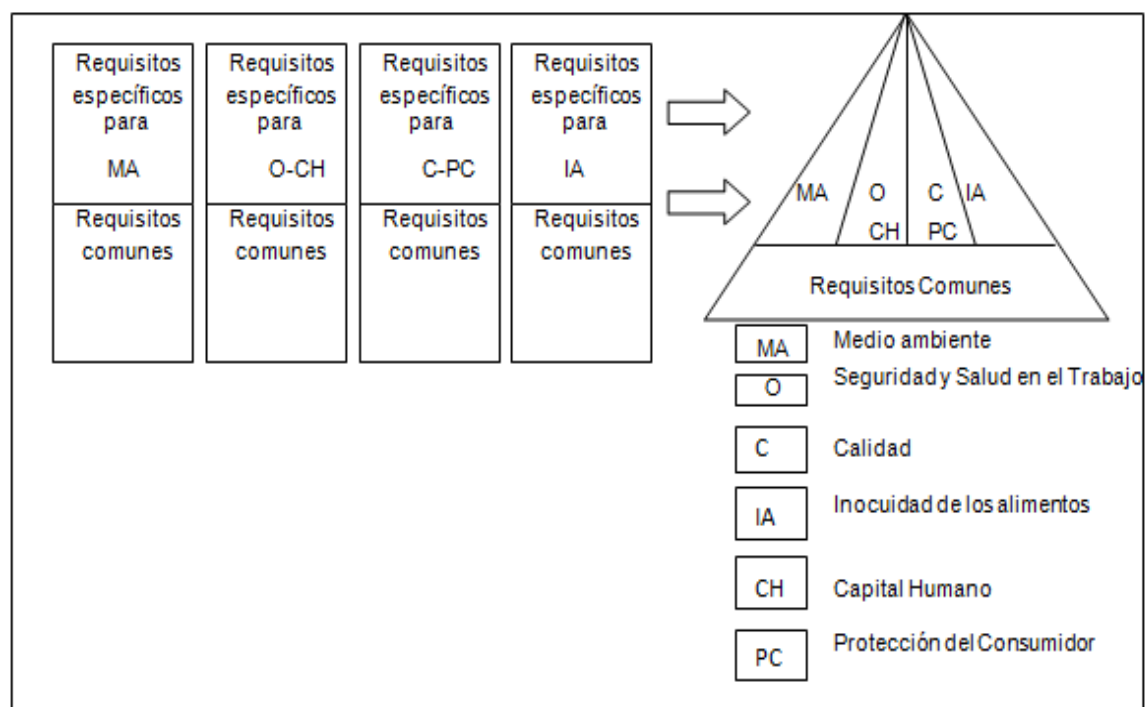 Requisitos
específicos
para
MA
Requisitos
comunes
Requisitos
específicos
para
O-CH
Requisitos
comunes
Requisitos
específicos
para
C-PC
Requisitos
comunes
Requisitos
específicos
para
IA
Requisitos
comunes
MA O C IA
CH PC
Requisitos Comunes
MA Medio ambiente
O Seguridad y Salud en el Trabajo
C Calidad
IA Inocuidad de los alimentos
CH Capital Humano
PC Protección del Consumidor